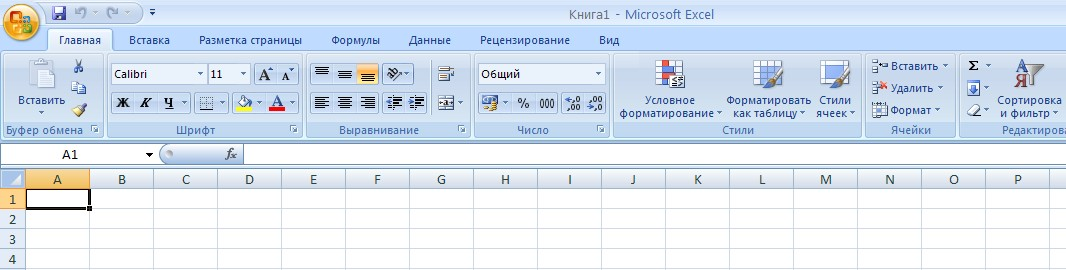 Книга1 - Microsoft Excel
Главная Вставка Разметка страницы Формулы Данные Рецензирование Вид
Calibri 11 Общий Вставить
Вставить Ж К Ч А % 000 Условное форматирование Форматировать как таблицу Стили ячеек Удалить Сортировка и фильтр
Формат
Буфер обмена Шрифт Выравнивание Число Стили Ячейки
A1 fx
A B C D E F G H I J K L M N O P
1
2
3
4